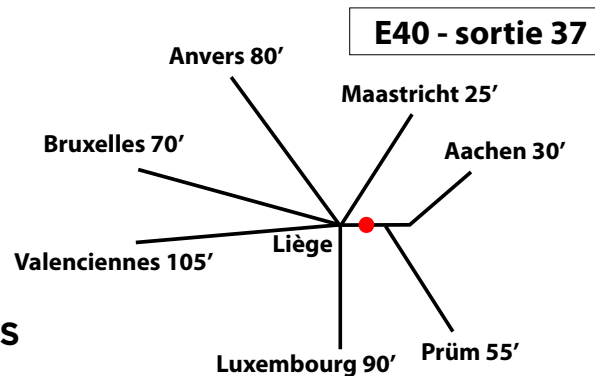 E40 - sortie 37
Anvers 80’
Maastricht 25’
Bruxelles 70’
Aachen 30’
Liège
Valenciennes 105’
s
Prüm 55’
Luxembourg 90’